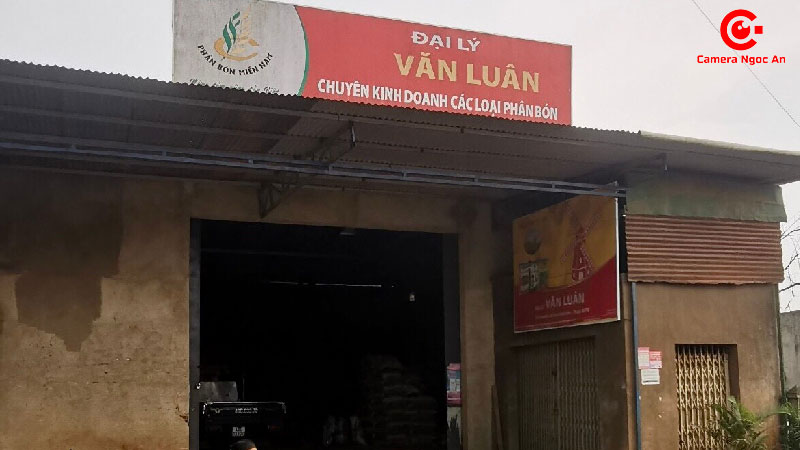 Camera Ngoc An
PHÂN BÓN MIỀN NAM
ĐẠI LÝ
VĂN LUÂN
CHUYÊN KINH DOANH CÁC LOẠI PHÂN BÓN
VĂN LUÂN